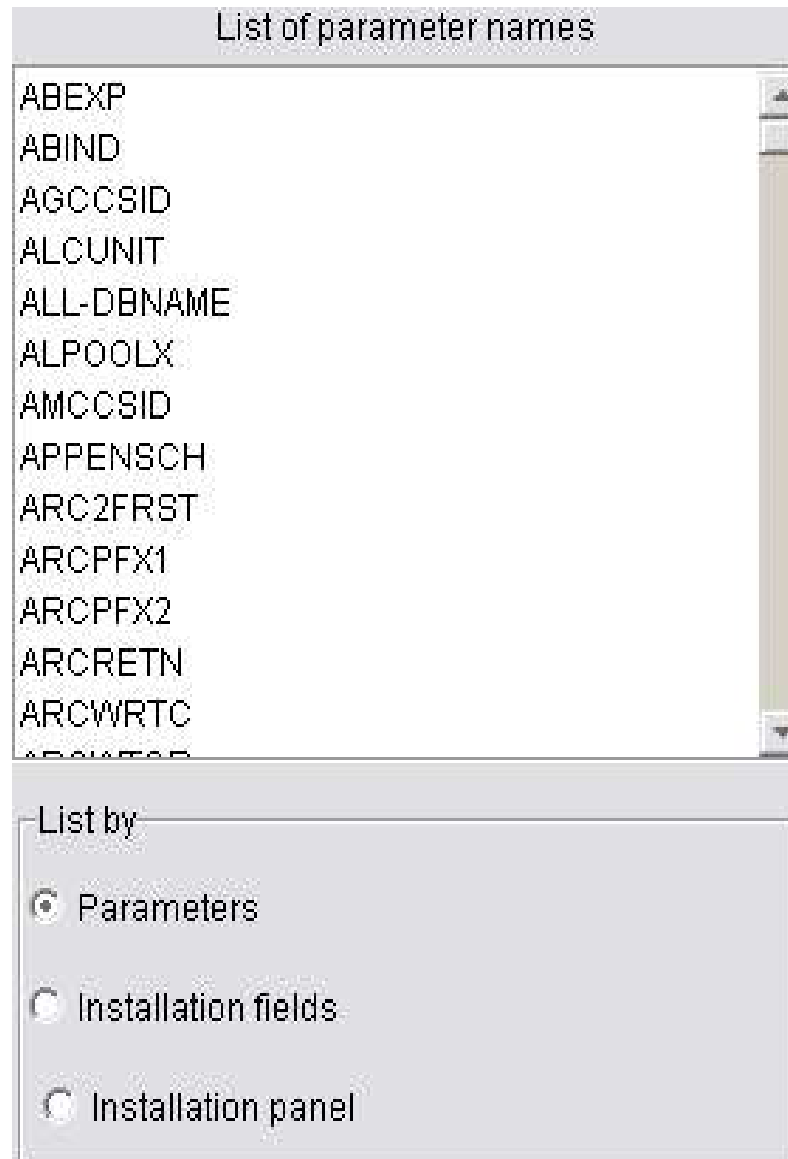 List of parameter names
ABEXP
ABIND
AGCCSID
ALCUNIT
ALL-DBNAME
ALPOOLX
AMCCSID
APPENSCH
ARC2FRST
ARCPFX1
ARCPFX2
ARCRETN
ARCWRTC
List by
Parameters
Installation fields
Installation panel